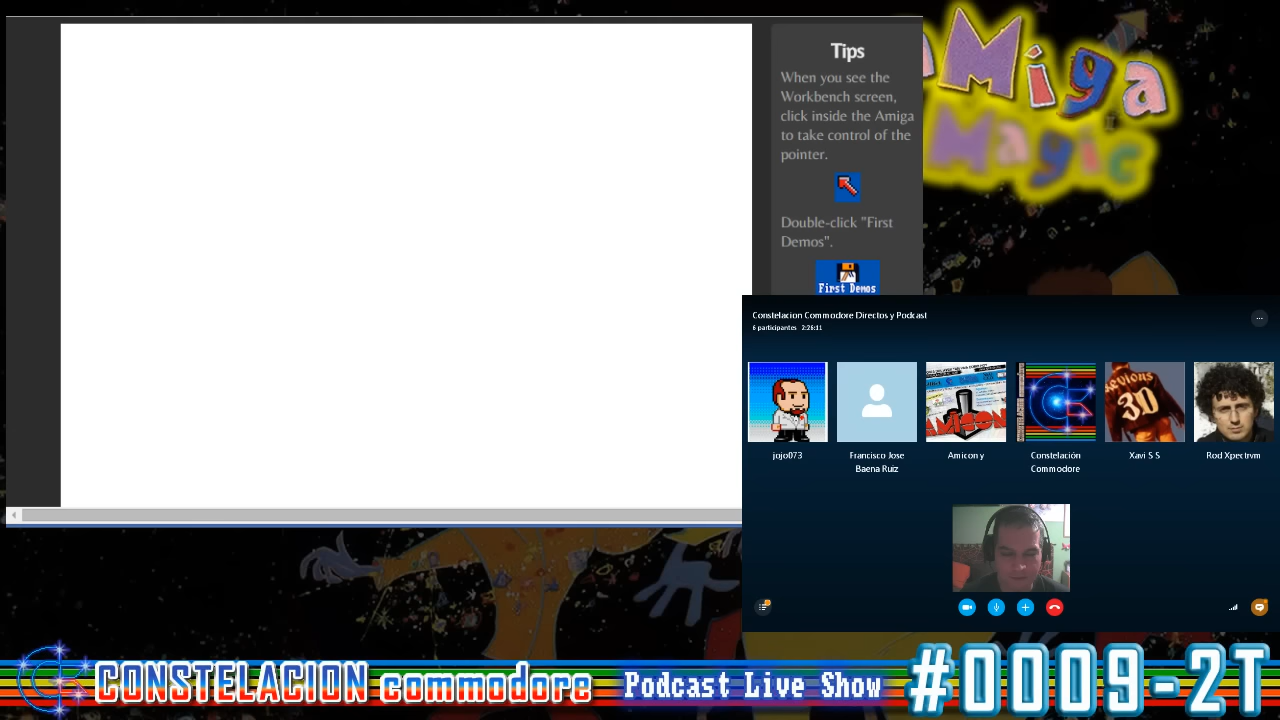 Tips
When you see the
Workbench screen,
click inside the Amiga
to take control of the
pointer.
Double-click "First
Demos".
First Demos
AMiga
Magic
Constelacion Commodore Directos y Podcast
6 participantes 2:26:11
jojo073
Francisco Jose
Baena Ruiz
Amicon y
Constelación
Commodore
Xavi S S
Rod Xpectrvm
30
CONSTELACION commodore
Podcast Live Show
#0009-2T